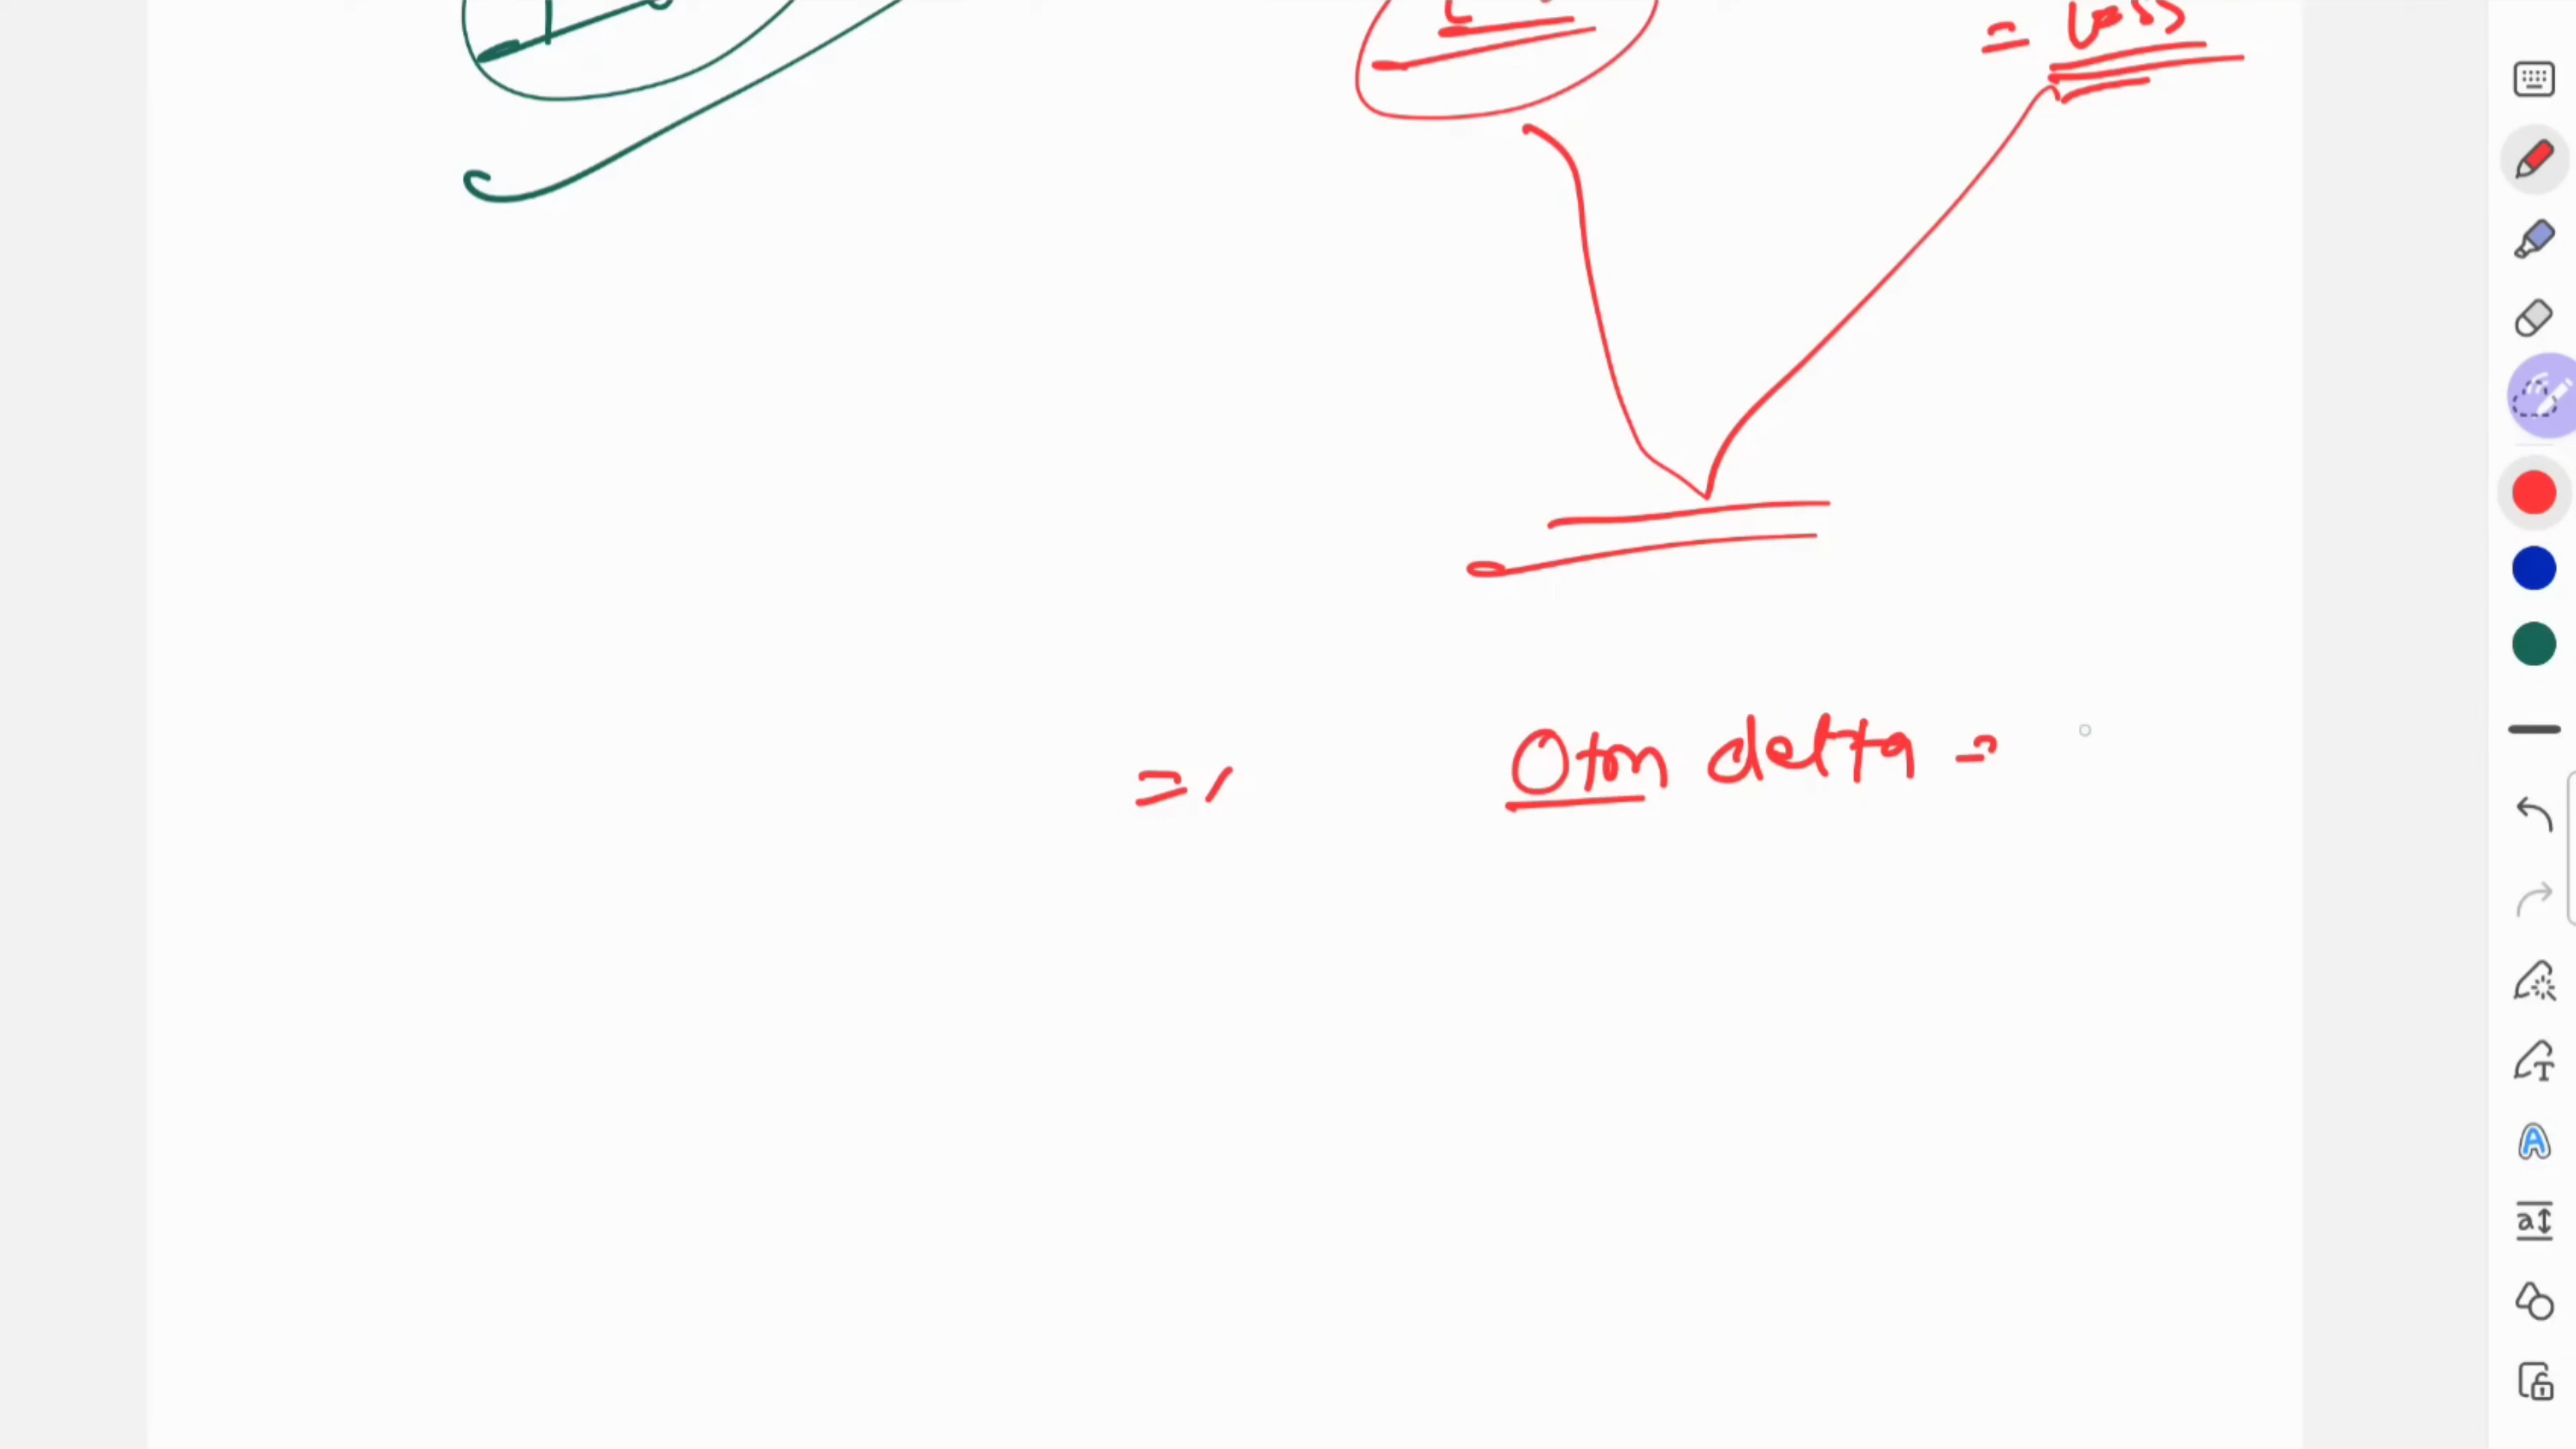 = Loss
Otm delta =